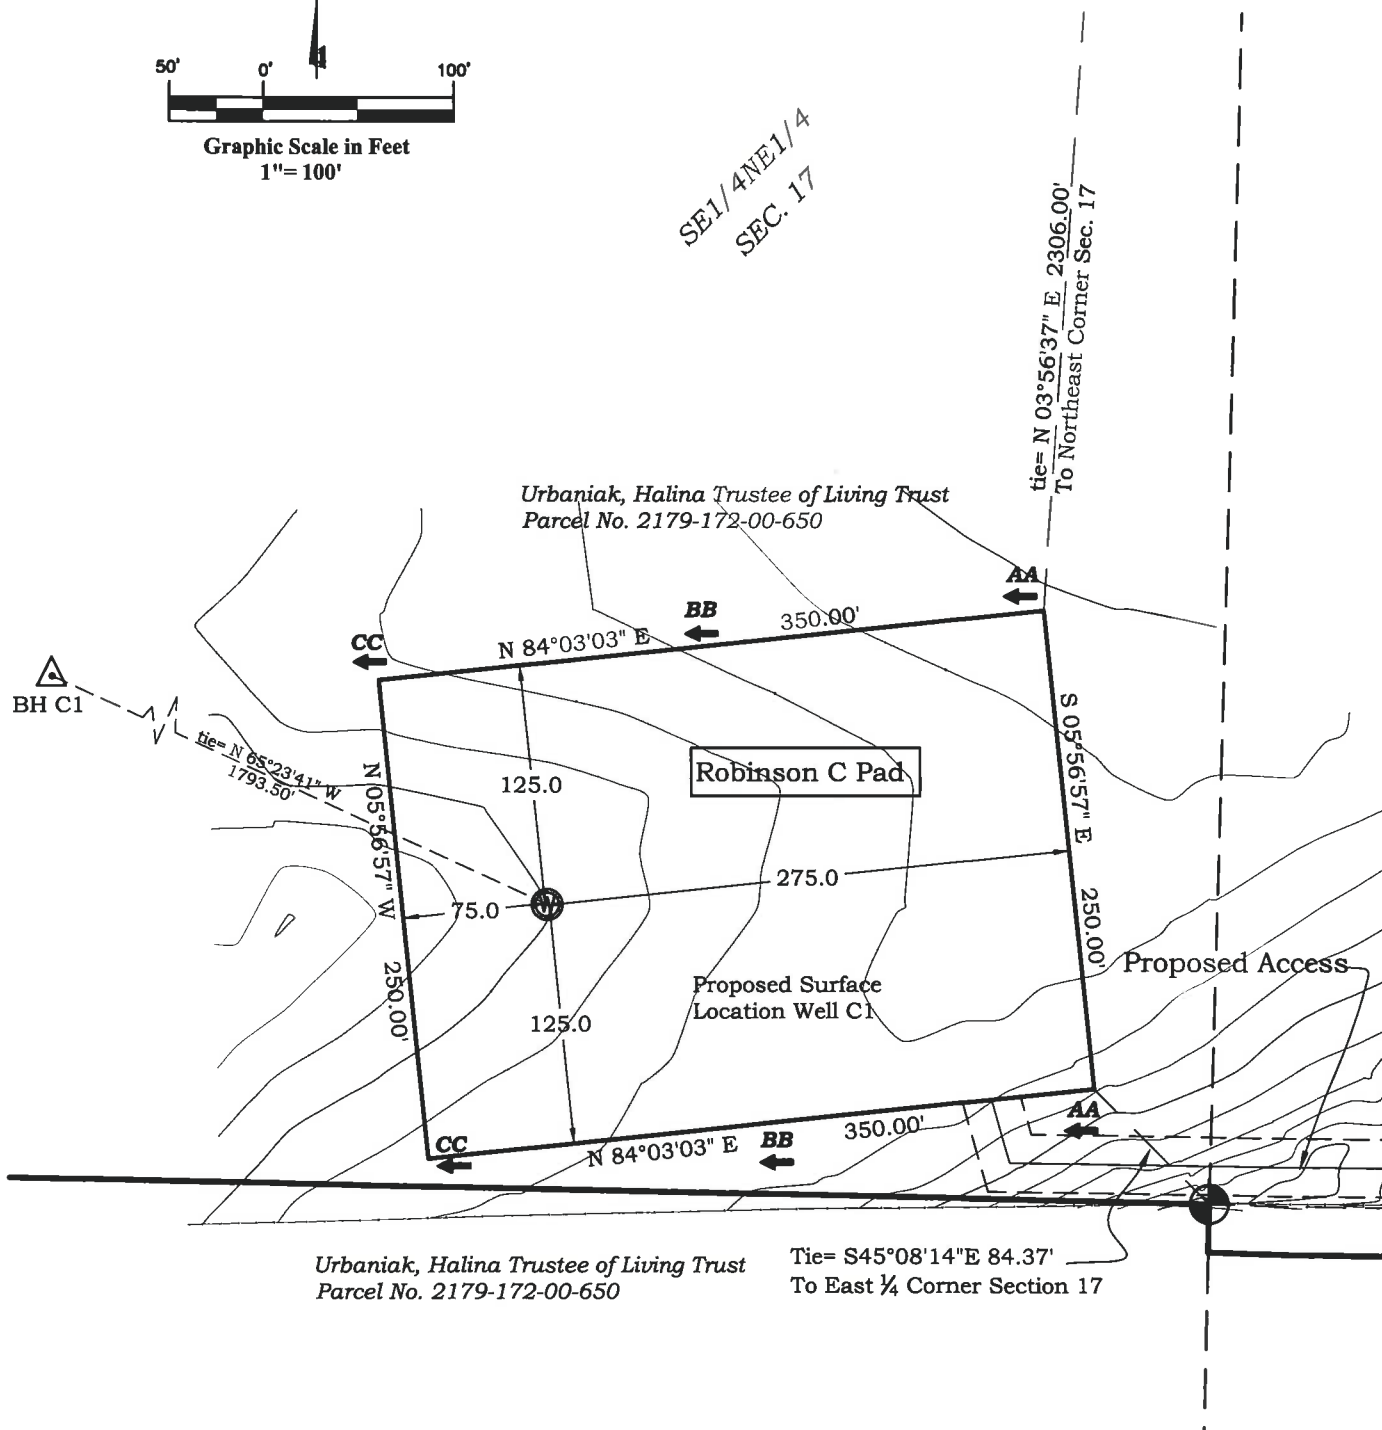 50' 0' 100'
Graphic Scale in Feet
1"= 100'
SE1/4NE1/4
SEC. 17
tie= N 03°56'37" E 2306.00'
To Northeast Corner Sec. 17
Urbaniak, Halina Trustee of Living Trust
Parcel No. 2179-172-00-650
AA
BB
CC
N 84°03'03" E 350.00'
BH C1
tie= N 65°23'41" W
1793.50'
N 05°56'57" W 250.00'
S 05°56'57" E 250.00'
125.0
Robinson C Pad
275.0
75.0
W
Proposed Access
Proposed Surface
Location Well C1
125.0
AA
BB
CC
N 84°03'03" E 350.00'
Urbaniak, Halina Trustee of Living Trust
Parcel No. 2179-172-00-650
Tie= S45°08'14"E 84.37'
To East ¼ Corner Section 17